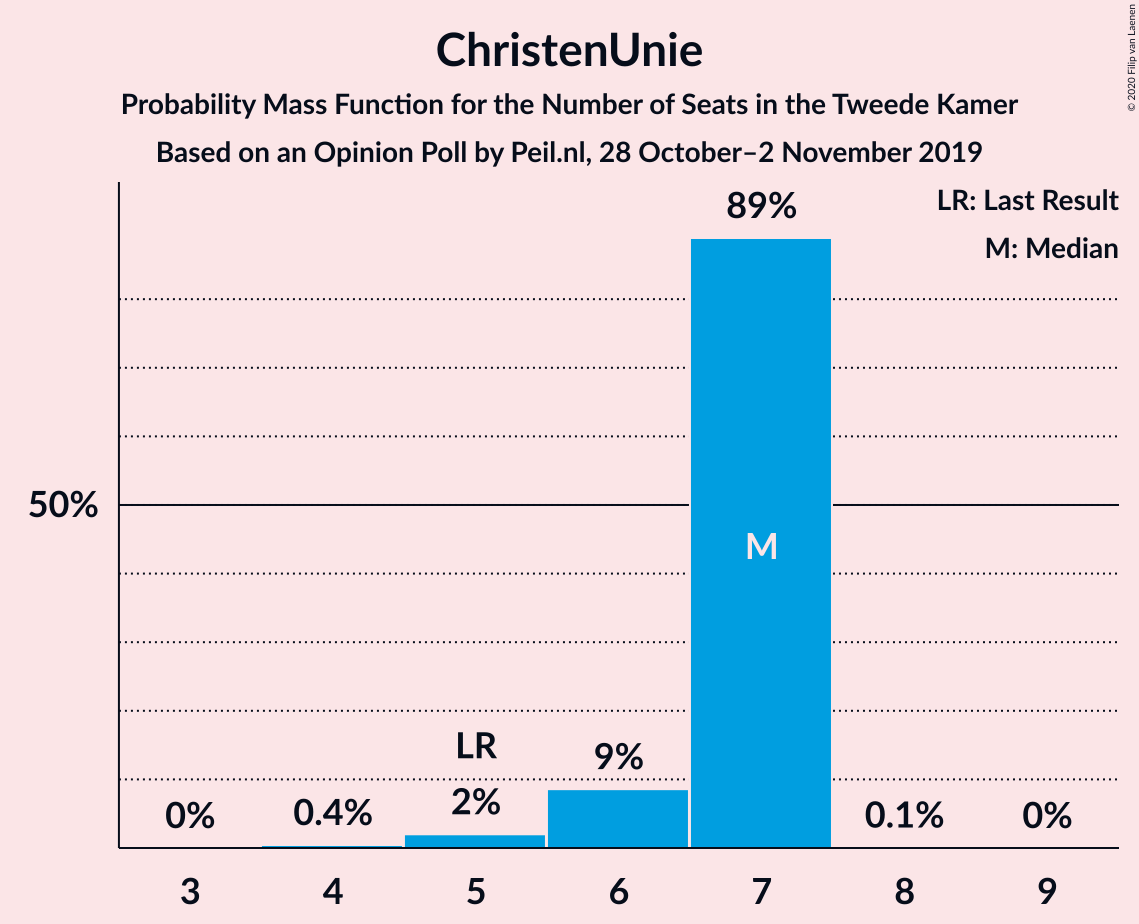 ChristenUnie
Probability Mass Function for the Number of Seats in the Tweede Kamer
Based on an Opinion Poll by Peil.nl, 28 October–2 November 2019
© 2020 Filip van Laenen
LR: Last Result
M: Median
50%
0%
0.4%
LR
2%
9%
89%
M
0.1%
0%
3 4 5 6 7 8 9